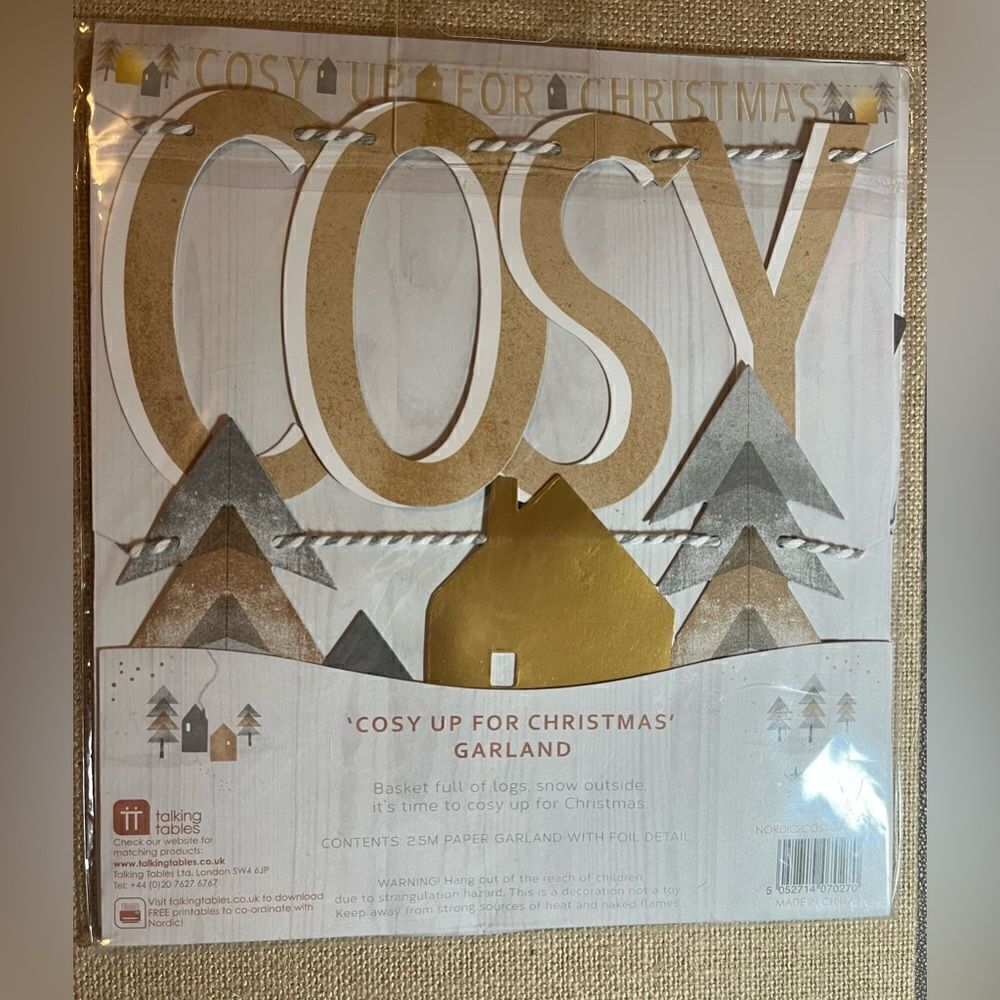 COSY UP FOR CHRISTMAS
COSY
'COSY UP FOR CHRISTMAS'
GARLAND
Basket full of logs, snow outside
it's time to cosy up for Christmas.
CONTENTS: 2.5M PAPER GARLAND WITH FOIL DETAIL
WARNING! Hang out of the reach of children
due to strangulation hazard. This is a decoration not a toy.
Keep away from strong sources of heat and naked flames.
talking
tables
Check our website for
matching products:
www.talkingtables.co.uk
Talking Tables Ltd, London SW4 6JP
Tel: +44 (0)20 7627 6767
Visit talkingtables.co.uk to download
FREE printables to co-ordinate with
Nordic!
5 052714 070270
MADE IN CHINA